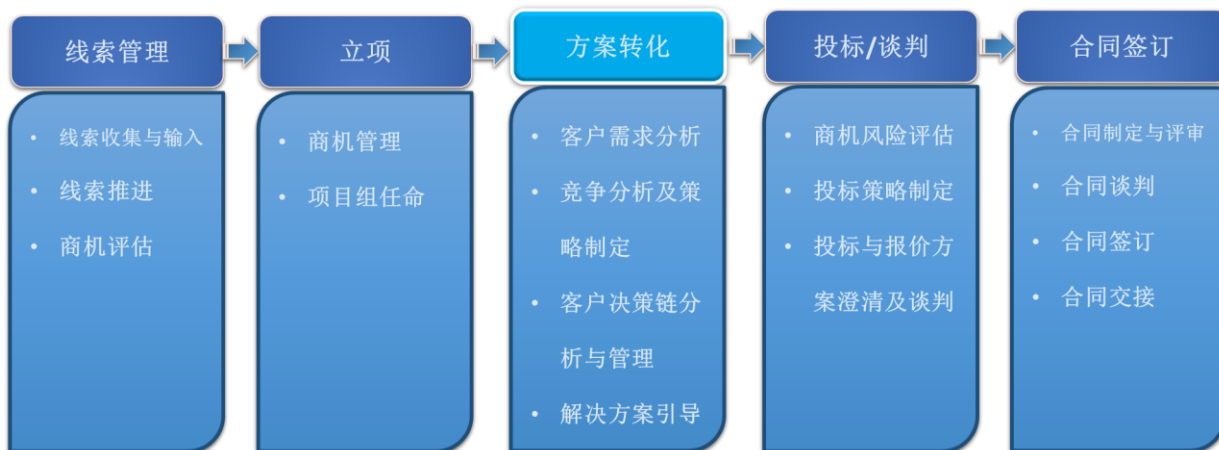 线索管理
立项
方案转化
投标/谈判
合同签订
• 线索收集与输入
• 线索推进
• 商机评估
• 商机管理
• 项目组任命
• 客户需求分析
• 竞争分析及策
略制定
• 客户决策链分
析与管理
• 解决方案引导
• 商机风险评估
• 投标策略制定
• 投标与报价方
案澄清及谈判
• 合同制定与评审
• 合同谈判
• 合同签订
• 合同交接